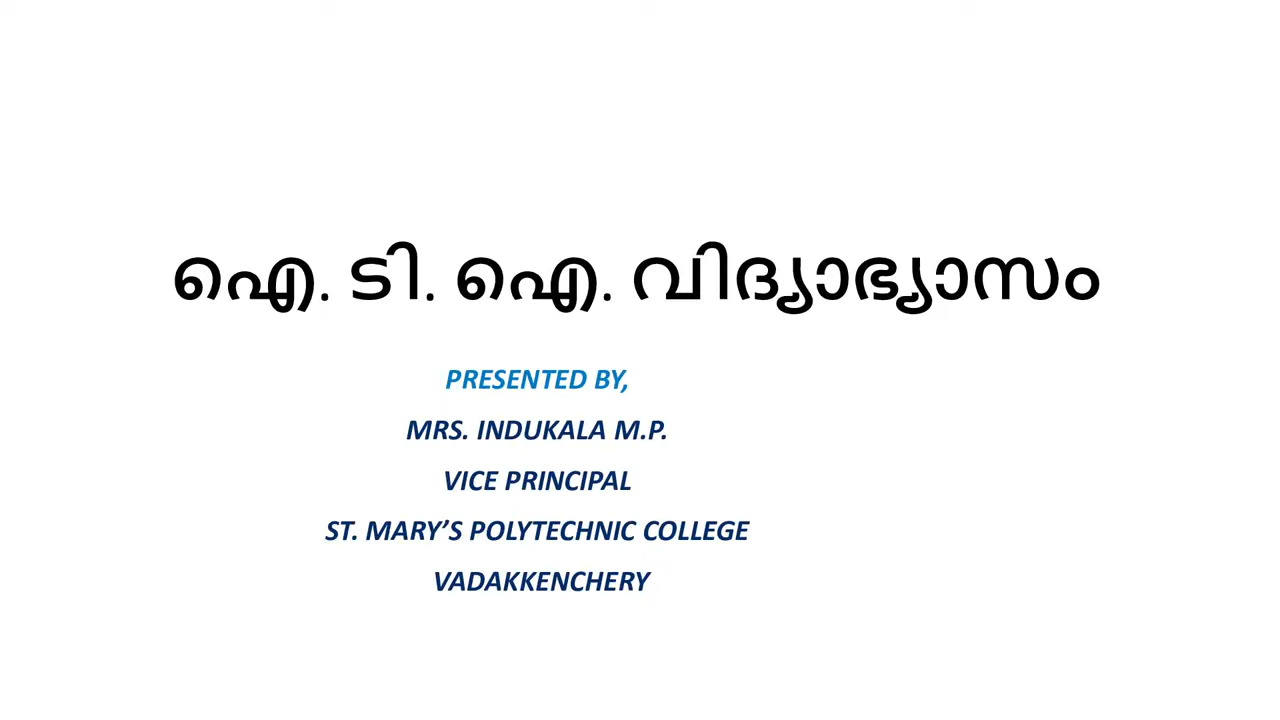 ഐ. ടി. ഐ. വിദ്യാഭ്യാസം
PRESENTED BY,
MRS. INDUKALA M.P.
VICE PRINCIPAL
ST. MARY’S POLYTECHNIC COLLEGE
VADAKKENCHERY